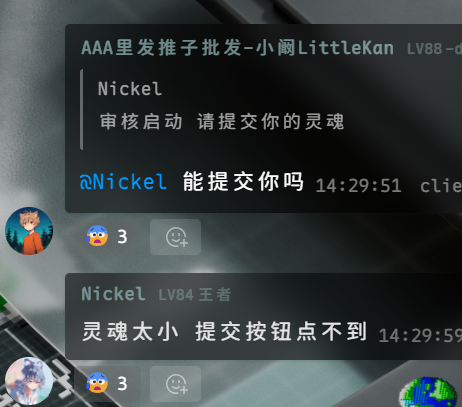 AAA里发推子批发-小阚LittleKan LV88
Nickel
审核启动 请提交你的灵魂
@Nickel 能提交你吗 14:29:51 clie
3
Nickel LV84 王者
灵魂太小 提交按钮点不到 14:29:59
3